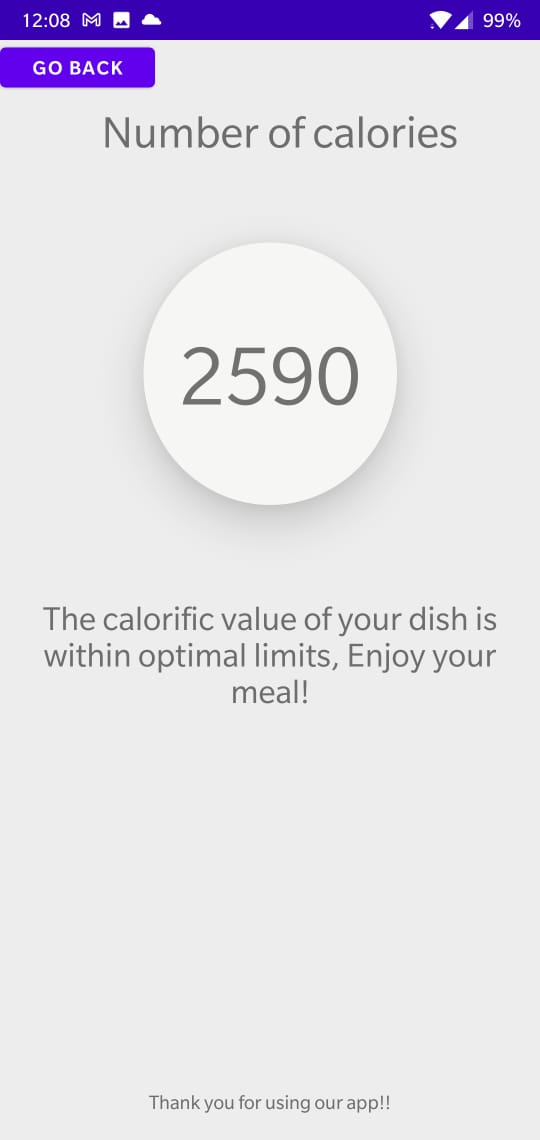 12:08 99%
GO BACK
Number of calories
2590
The calorific value of your dish is
within optimal limits, Enjoy your
meal!
Thank you for using our app!!